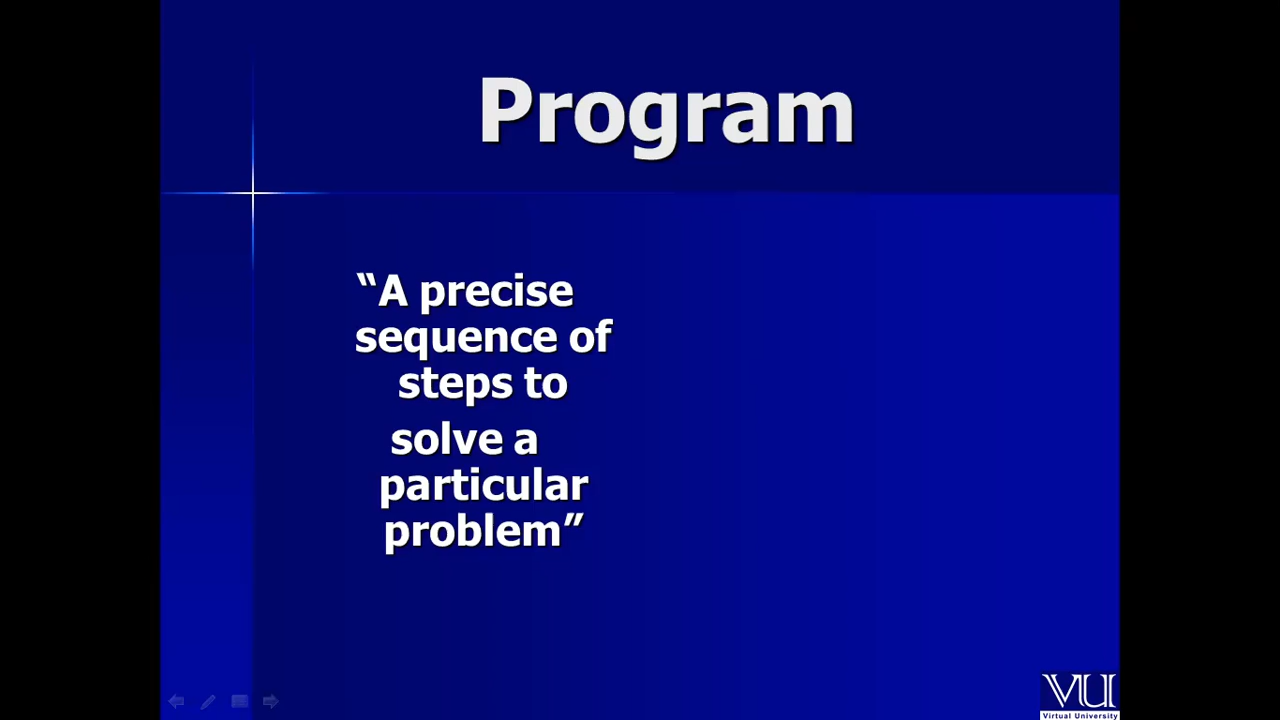 Program
“A precise
sequence of
steps to
solve a
particular
problem”
VU
Virtual University